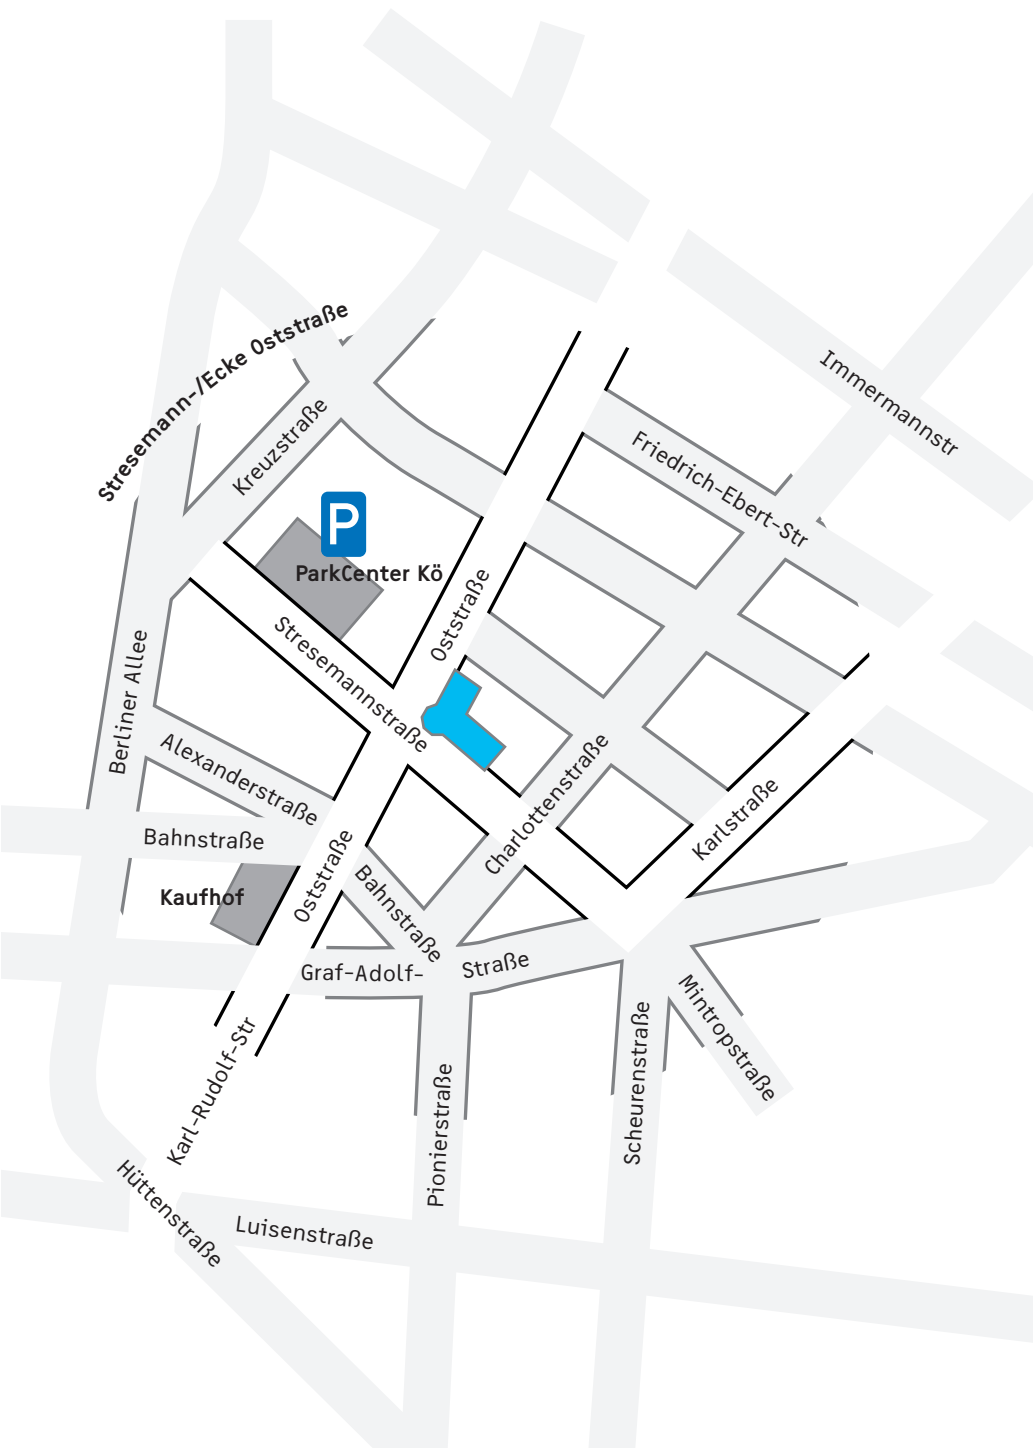 Stresemann-/Ecke Oststraße
Immermannstr
Kreuzstraße
Friedrich-Ebert-Str
P
ParkCenter Kö
Oststraße
Stresemannstraße
Berliner Allee
Alexanderstraße
Charlottenstraße
Karlstraße
Bahnstraße
Oststraße
Bahnstraße
Kaufhof
Graf-Adolf-
Straße
Mintropstraße
Scheurenstraße
Karl-Rudolf-Str
Pionierstraße
Hüttenstraße
Luisenstraße